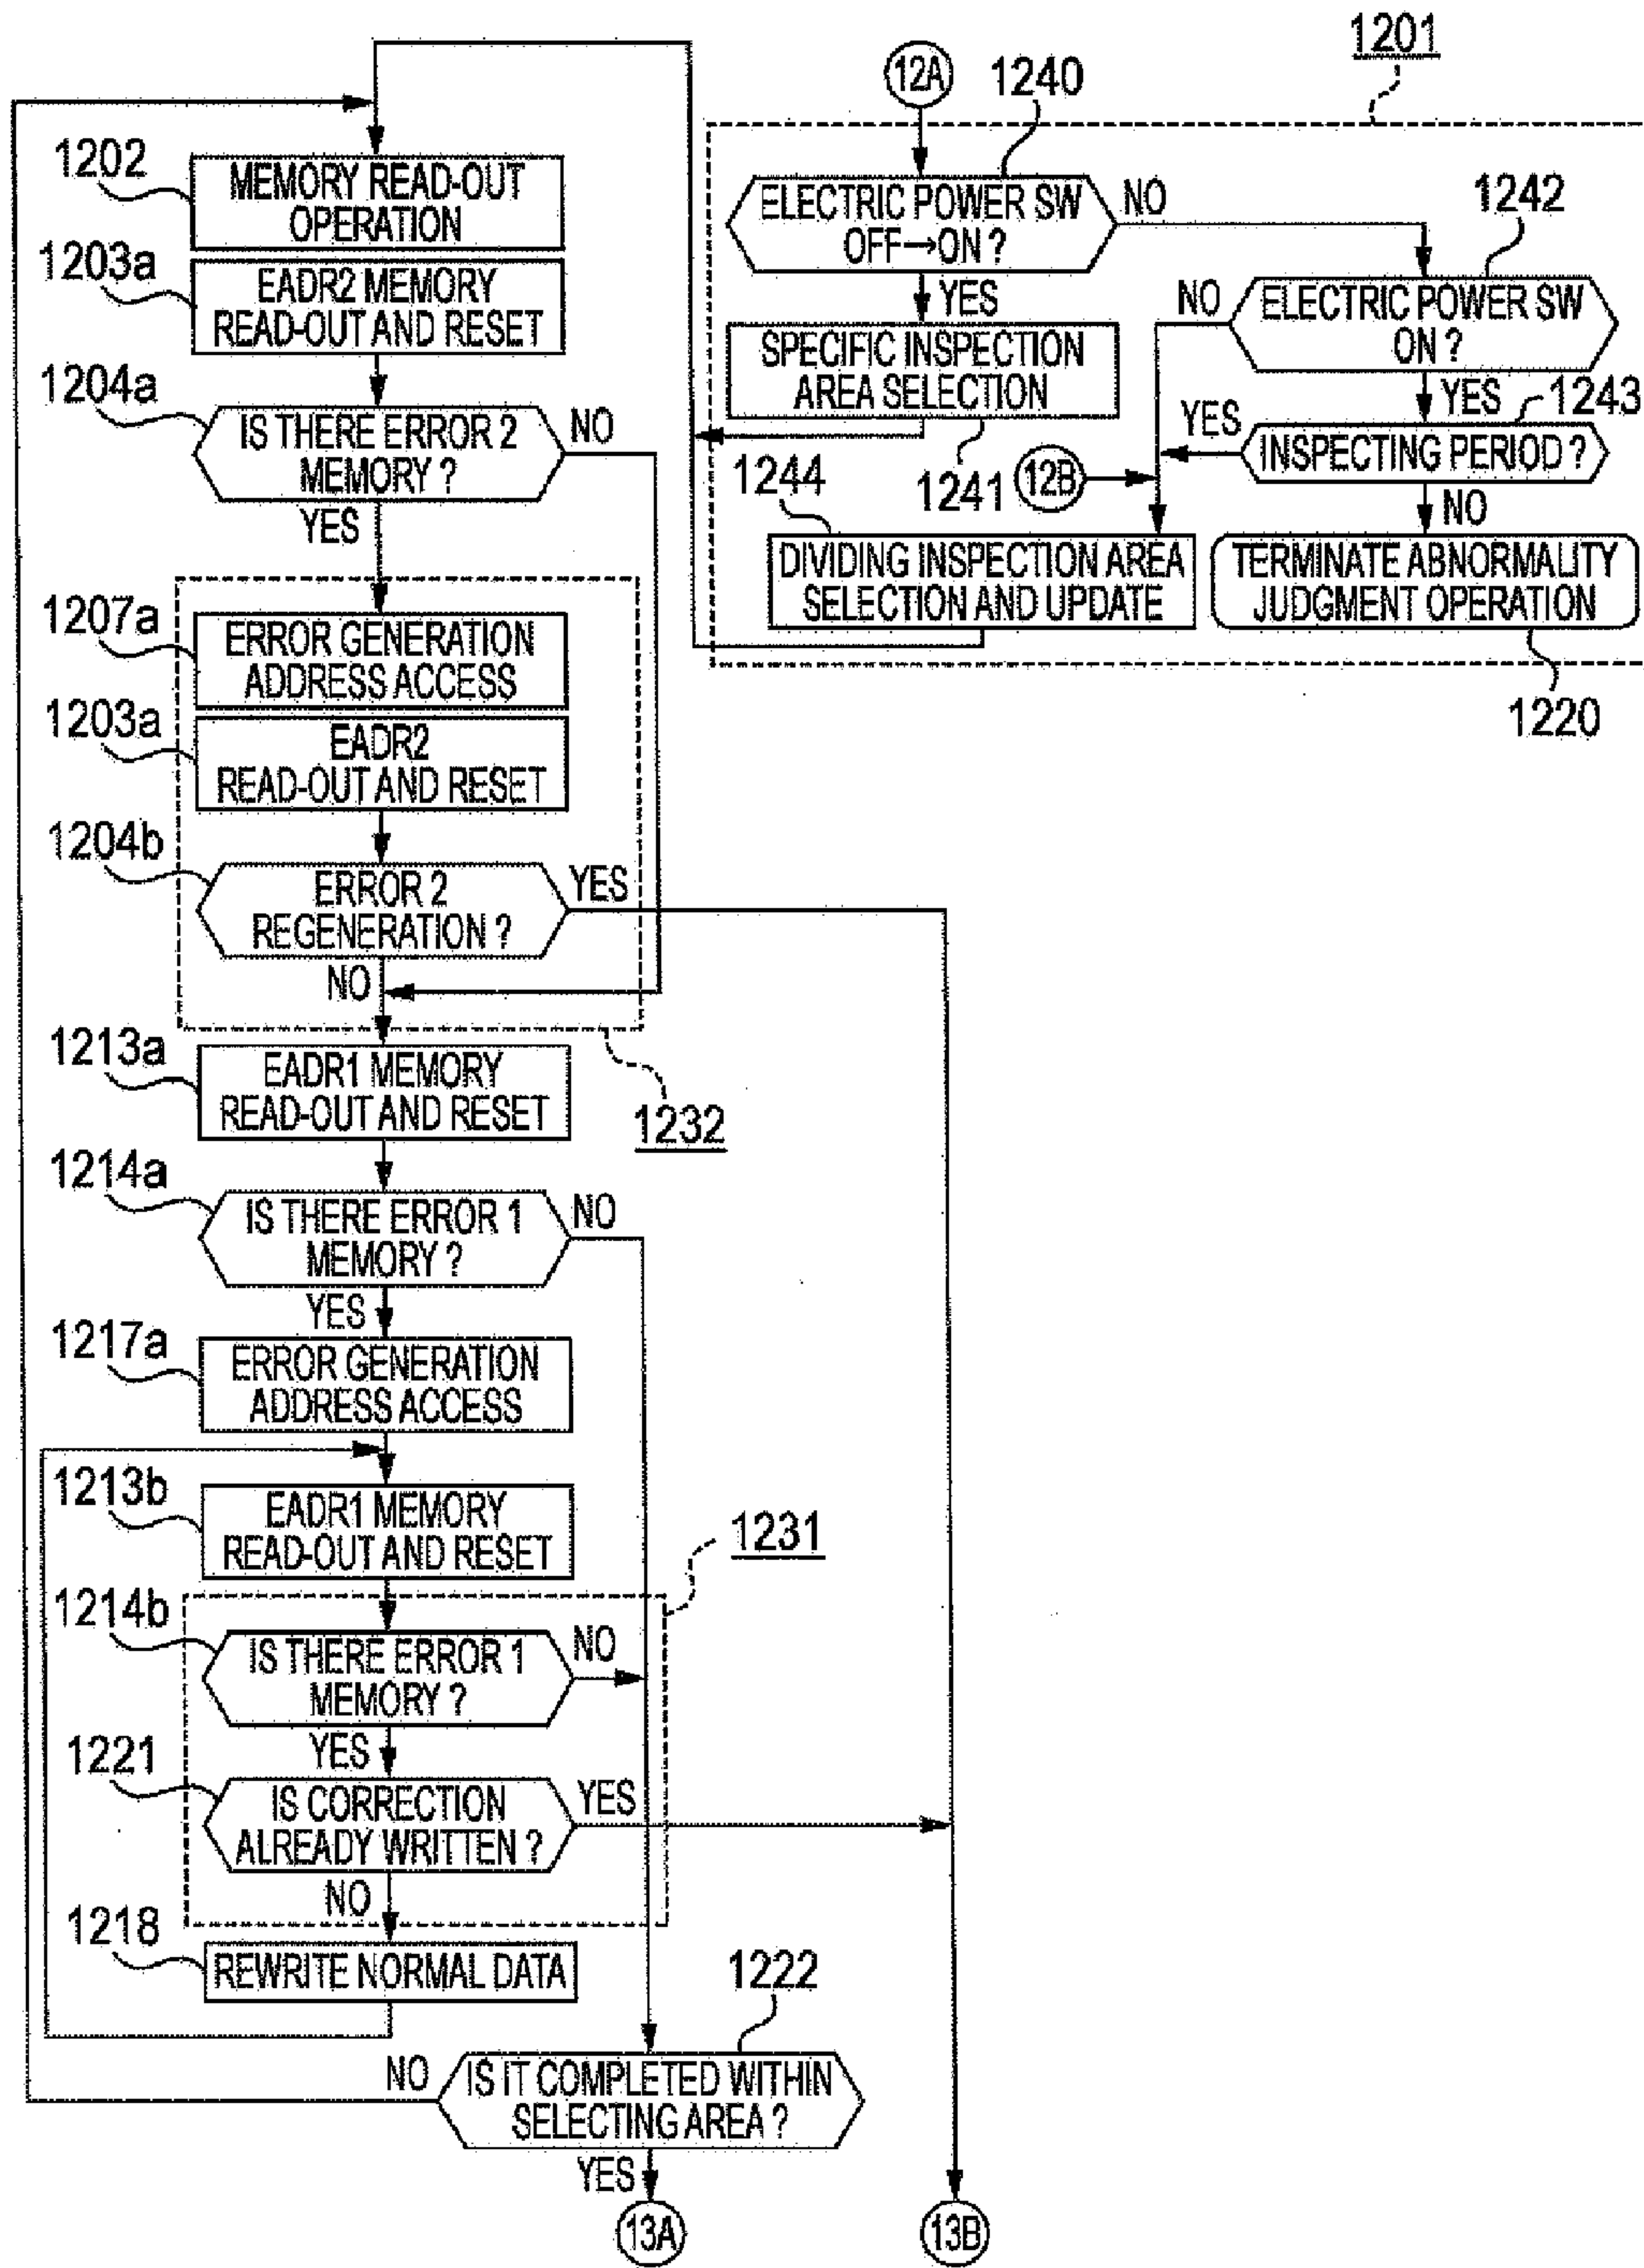 1201
12A
1240
ELECTRIC POWER SW
OFF→ON ?
NO
YES
1242
ELECTRIC POWER SW
ON ?
NO
YES
SPECIFIC INSPECTION
AREA SELECTION
1241
1243
INSPECTING PERIOD ?
YES
NO
12B
1244
DIVIDING INSPECTION AREA
SELECTION AND UPDATE
TERMINATE ABNORMALITY
JUDGMENT OPERATION
1220
1202
MEMORY READ-OUT
OPERATION
1203a
EADR2 MEMORY
READ-OUT AND RESET
1204a
IS THERE ERROR 2
MEMORY ?
NO
YES
1207a
ERROR GENERATION
ADDRESS ACCESS
1203a
EADR2
READ-OUT AND RESET
1204b
ERROR 2
REGENERATION ?
YES
NO
1232
1213a
EADR1 MEMORY
READ-OUT AND RESET
1214a
IS THERE ERROR 1
MEMORY ?
NO
YES
1217a
ERROR GENERATION
ADDRESS ACCESS
1213b
EADR1 MEMORY
READ-OUT AND RESET
1231
1214b
IS THERE ERROR 1
MEMORY ?
NO
YES
1221
IS CORRECTION
ALREADY WRITTEN ?
YES
NO
1218
REWRITE NORMAL DATA
1222
IS IT COMPLETED WITHIN
SELECTING AREA ?
NO
YES
13A
13B